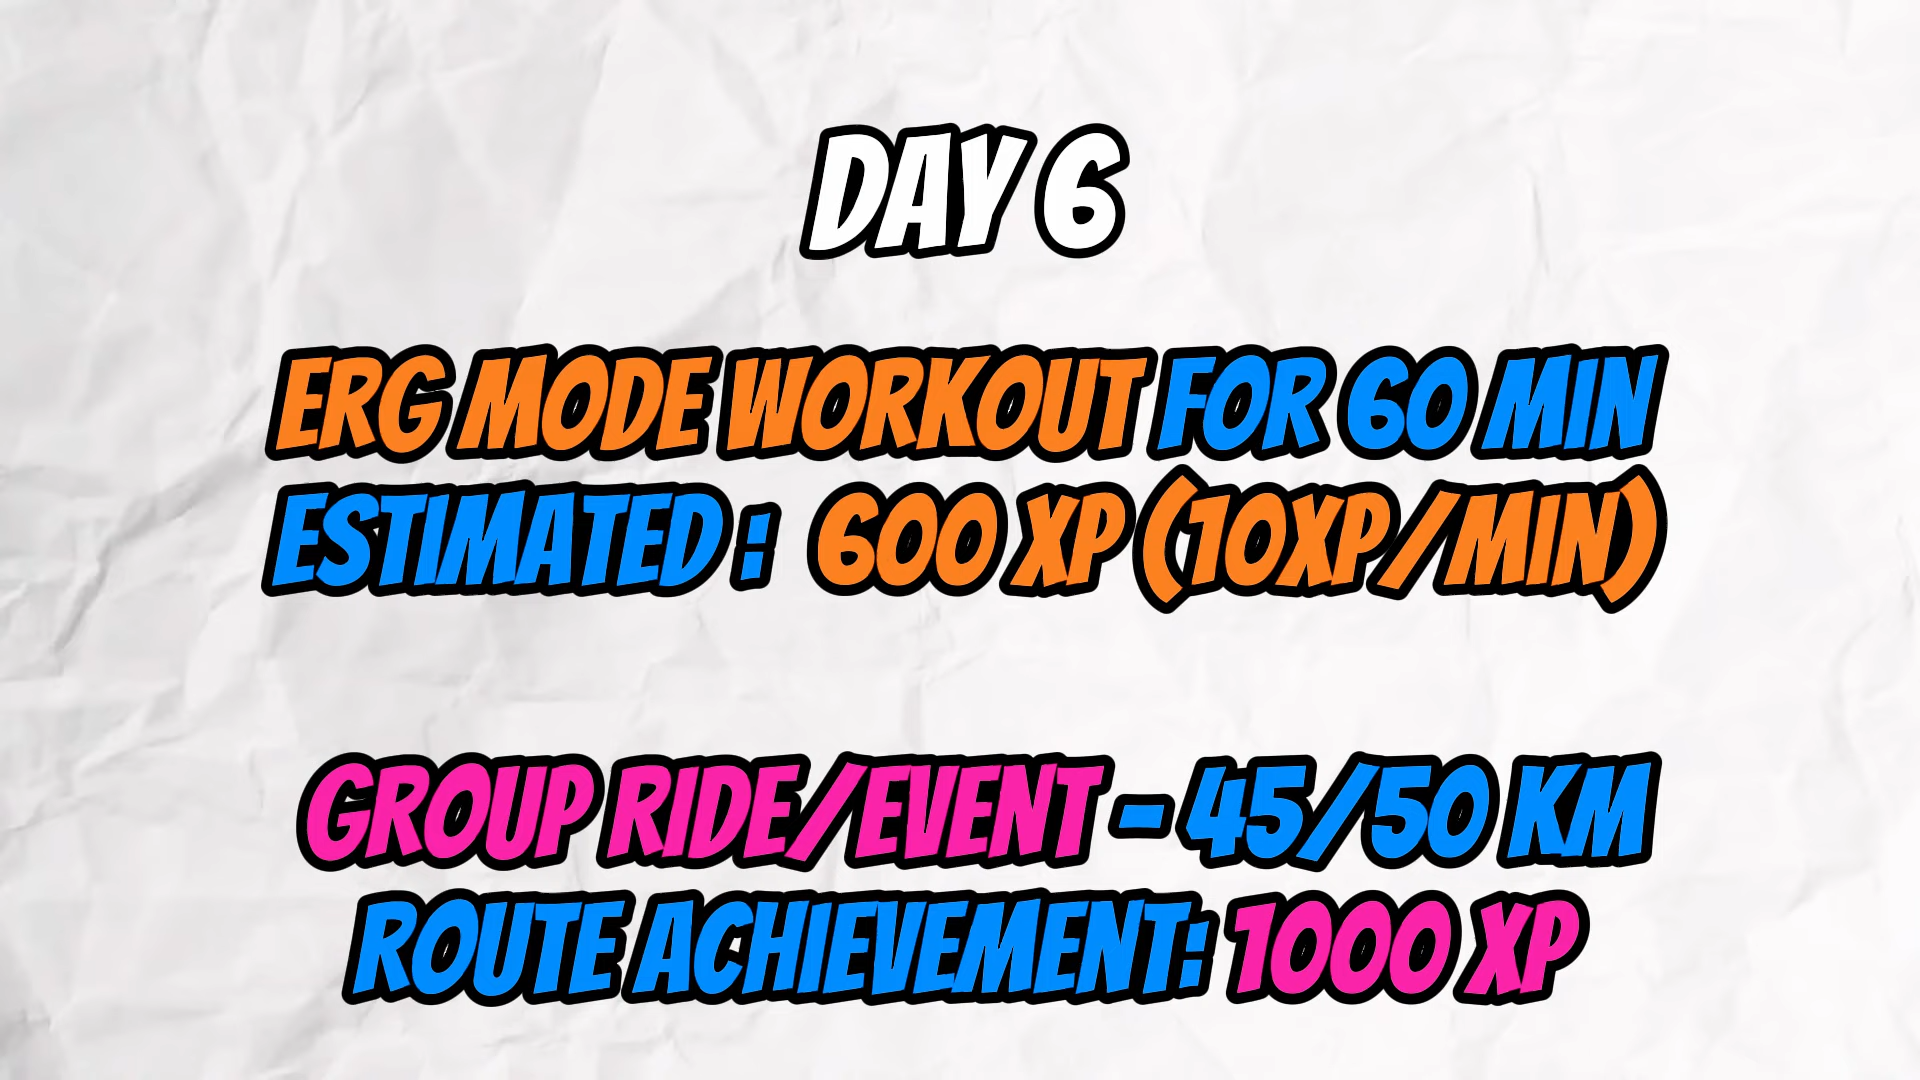 DAY 6
ERG MODE WORKOUT FOR 60 MIN
ESTIMATED : 600 XP (10XP/MIN)
GROUP RIDE/EVENT - 45/50 KM
ROUTE ACHIEVEMENT: 1000 XP